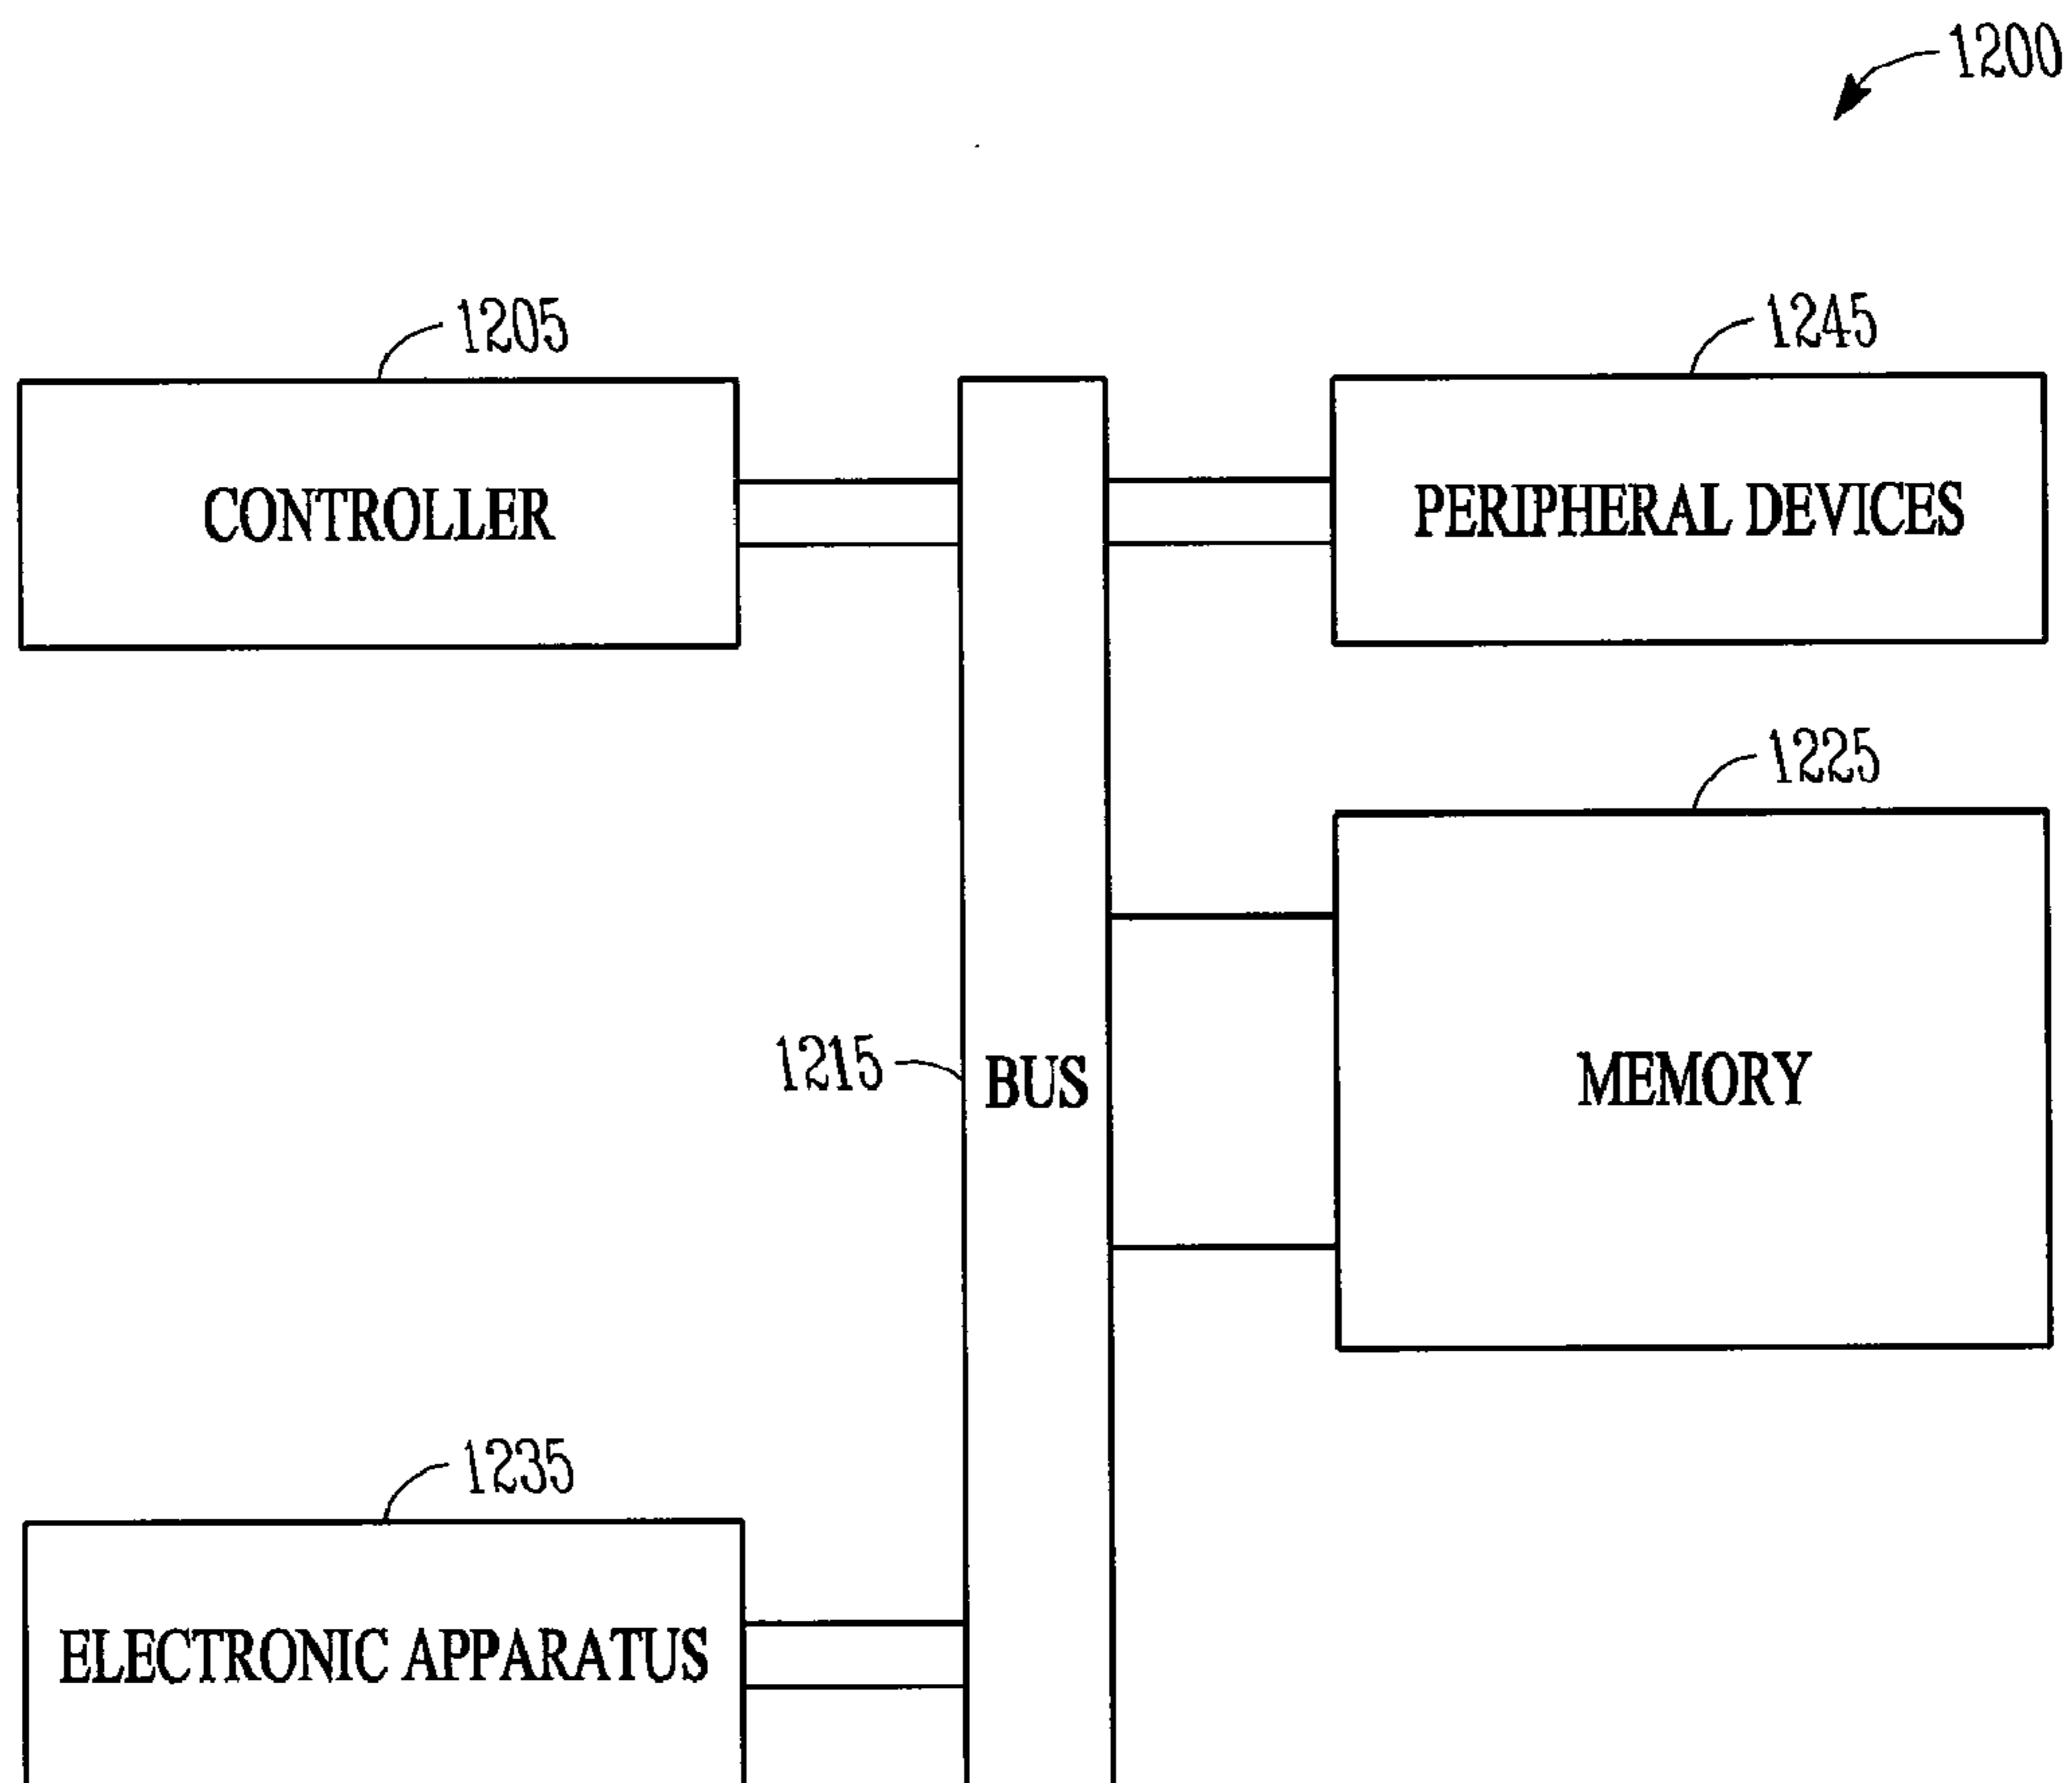 1200
1205
1245
CONTROLLER
PERIPHERAL DEVICES
1225
1215
BUS
MEMORY
1235
ELECTRONIC APPARATUS